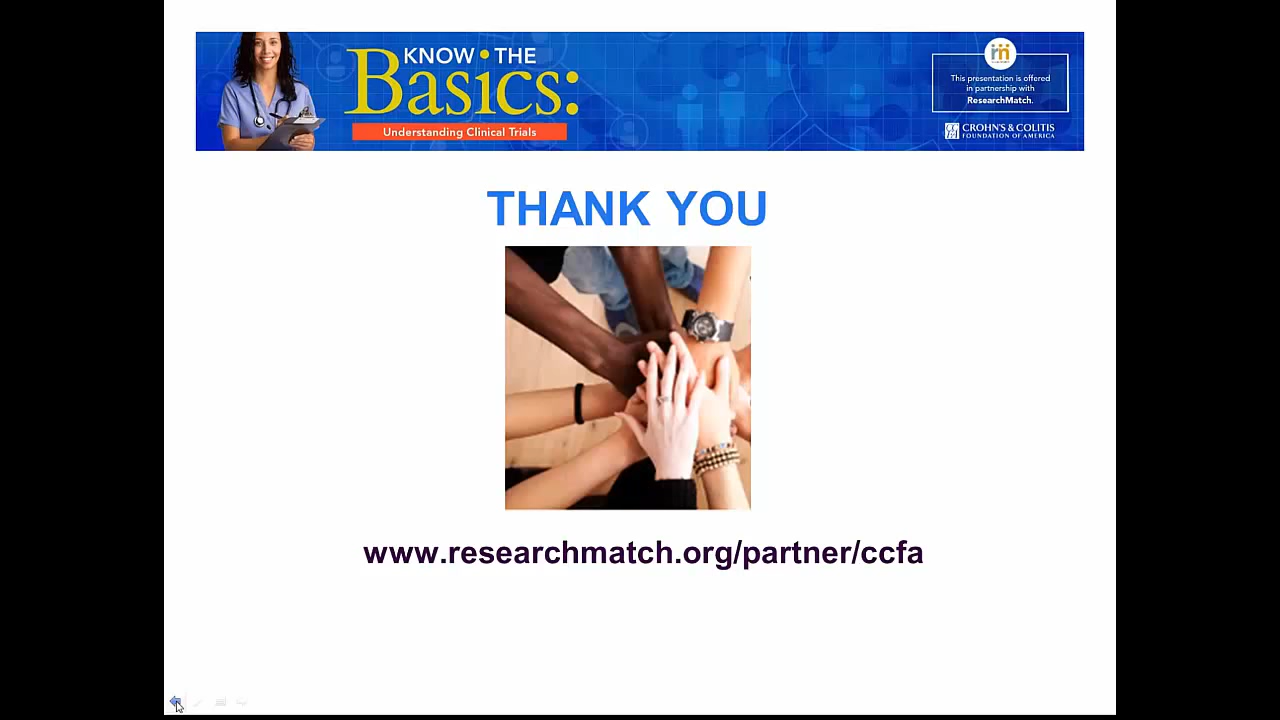 KNOW THE
Basics:
Understanding Clinical Trials
This presentation is offered
in partnership with
ResearchMatch.
CROHN'S & COLITIS
FOUNDATION OF AMERICA
THANK YOU
www.researchmatch.org/partner/ccfa